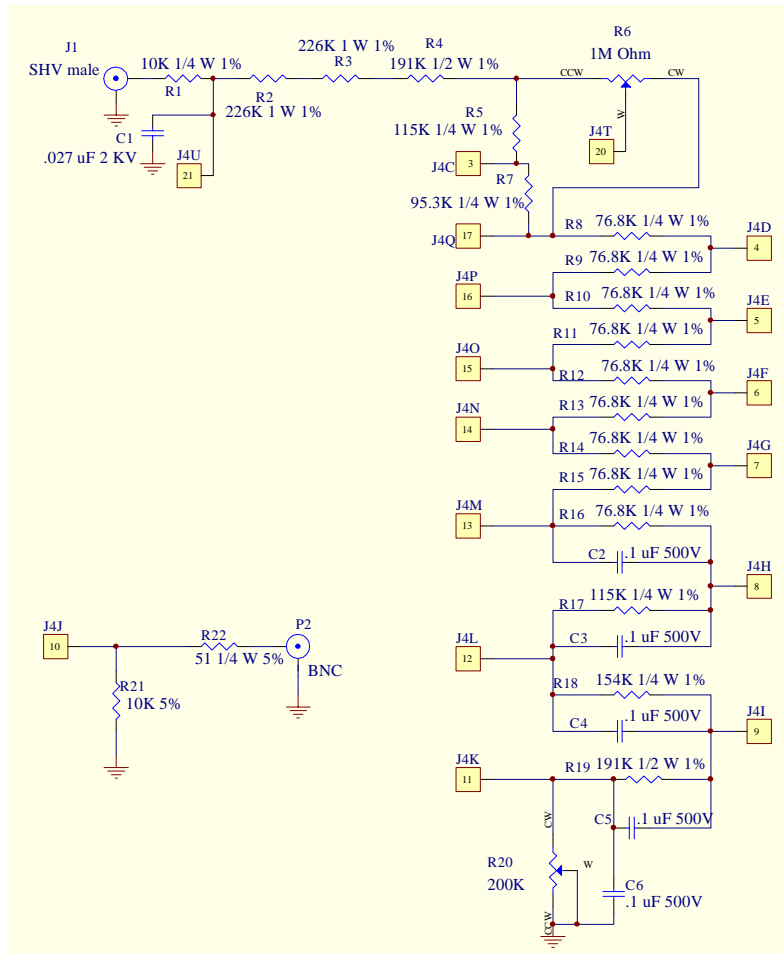 J1
SHV male
10K 1/4 W 1%
R1
226K 1 W 1%
R3
R4
191K 1/2 W 1%
R2
226K 1 W 1%
R6
1M Ohm
CCW
CW
W
J4T
20
C1
.027 uF 2 KV
J4U
21
R5
115K 1/4 W 1%
J4C
3
R7
95.3K 1/4 W 1%
J4Q
17
R8
76.8K 1/4 W 1%
J4D
4
R9
76.8K 1/4 W 1%
J4P
16
R10
76.8K 1/4 W 1%
J4E
5
R11
76.8K 1/4 W 1%
J4O
15
R12
76.8K 1/4 W 1%
J4F
6
R13
76.8K 1/4 W 1%
J4N
14
R14
76.8K 1/4 W 1%
J4G
7
R15
76.8K 1/4 W 1%
J4M
13
R16
76.8K 1/4 W 1%
C2
.1 uF 500V
J4H
8
R17
115K 1/4 W 1%
J4L
12
C3
.1 uF 500V
R18
154K 1/4 W 1%
C4
.1 uF 500V
J4I
9
J4K
11
R19
191K 1/2 W 1%
C5
.1 uF 500V
CW
W
R20
200K
CCW
C6
.1 uF 500V
J4J
10
R22
51 1/4 W 5%
P2
BNC
R21
10K 5%